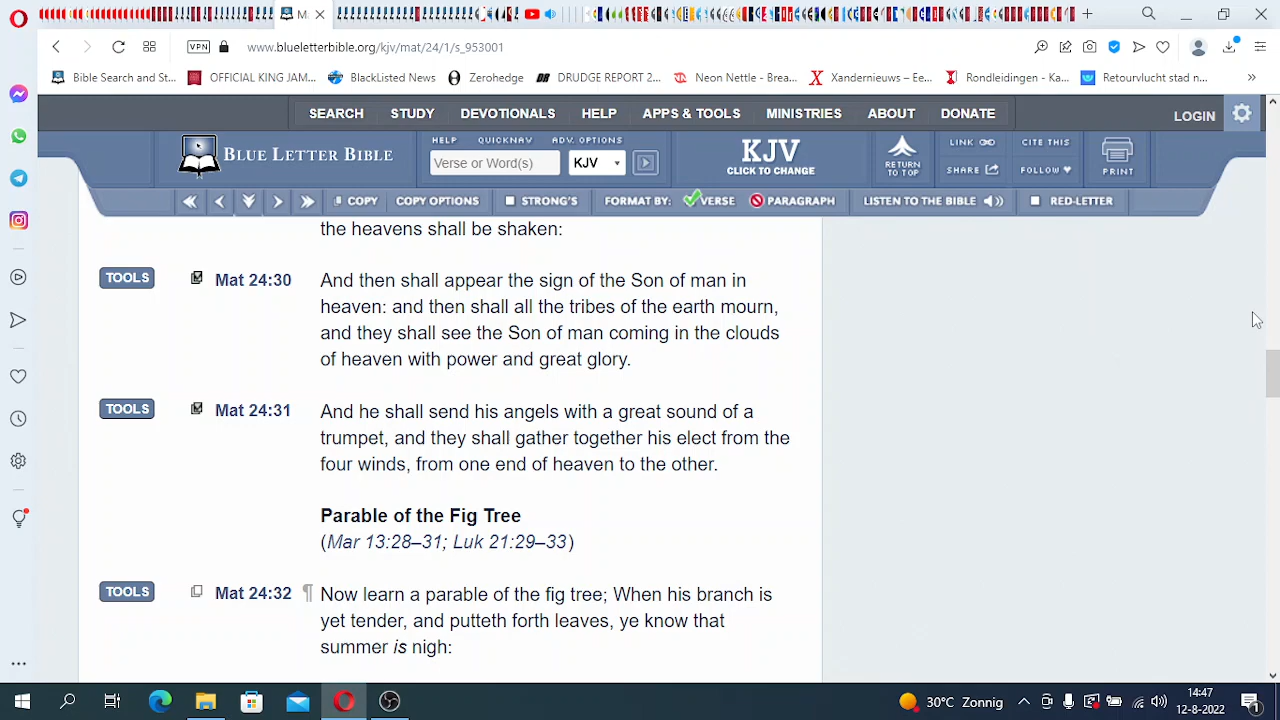 M
www.blueletterbible.org/kjv/mat/24/1/s_953001
VPN
Bible Search and St...
OFFICIAL KING JAM...
BlackListed News
Zerohedge
DRUDGE REPORT 2...
Neon Nettle - Brea...
Xandernieuws – Ee...
Rondleidingen - Ka...
Retourvlucht stad n...
»
SEARCH
STUDY
DEVOTIONALS
HELP
APPS & TOOLS
MINISTRIES
ABOUT
DONATE
LOGIN
BLUE LETTER BIBLE
HELP
QUICKNAV
ADV. OPTIONS
Verse or Word(s)
KJV
KJV
CLICK TO CHANGE
RETURN
TO TOP
LINK
CITE THIS
SHARE
FOLLOW
PRINT
COPY
COPY OPTIONS
STRONG'S
FORMAT BY:
VERSE
PARAGRAPH
LISTEN TO THE BIBLE
RED-LETTER
the heavens shall be shaken:
TOOLS
Mat 24:30
And then shall appear the sign of the Son of man in
heaven: and then shall all the tribes of the earth mourn,
and they shall see the Son of man coming in the clouds
of heaven with power and great glory.
TOOLS
Mat 24:31
And he shall send his angels with a great sound of a
trumpet, and they shall gather together his elect from the
four winds, from one end of heaven to the other.
Parable of the Fig Tree
(Mar 13:28–31; Luk 21:29–33)
TOOLS
Mat 24:32
¶ Now learn a parable of the fig tree; When his branch is
yet tender, and putteth forth leaves, ye know that
summer is nigh:
30°C Zonnig
14:47
12-8-2022
1